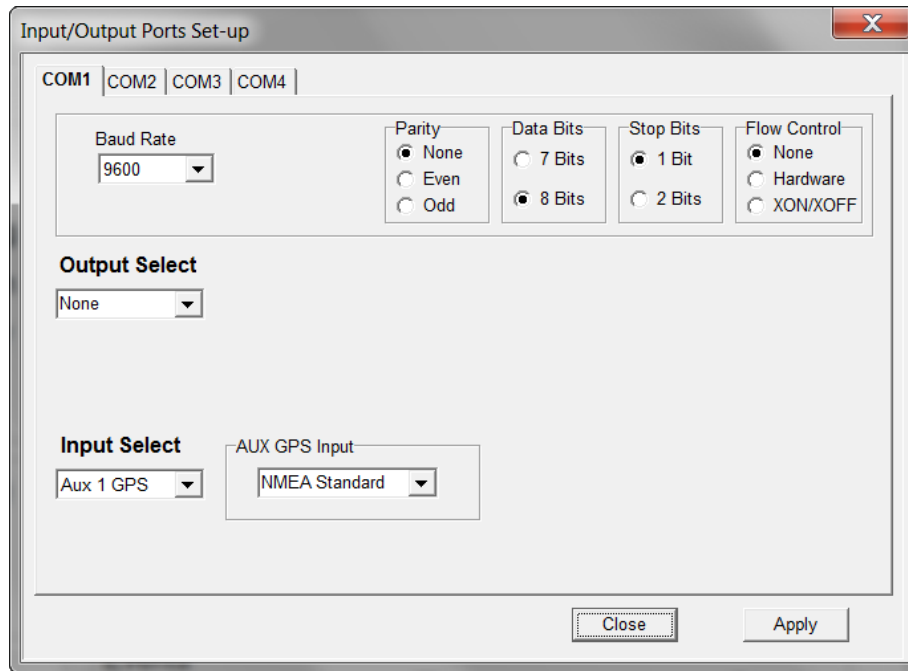 Input/Output Ports Set-up
COM1 COM2 COM3 COM4
Baud Rate
9600
Parity
None
Even
Odd
Data Bits
7 Bits
8 Bits
Stop Bits
1 Bit
2 Bits
Flow Control
None
Hardware
XON/XOFF
Output Select
None
Input Select
Aux 1 GPS
AUX GPS Input
NMEA Standard
Close Apply